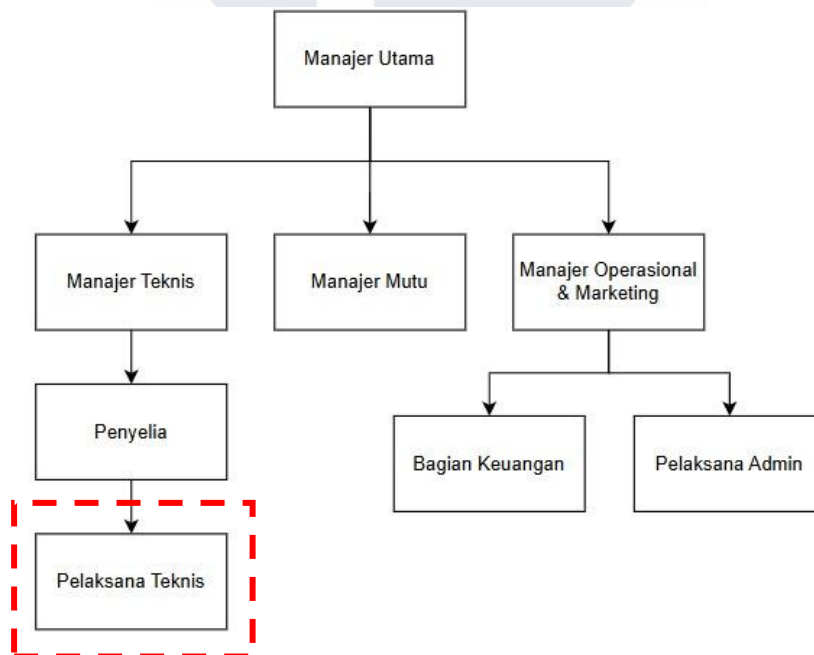 Manajer Utama
Manajer Teknis
Manajer Mutu
Manajer Operasional
& Marketing
Penyelia
Bagian Keuangan
Pelaksana Admin
Pelaksana Teknis